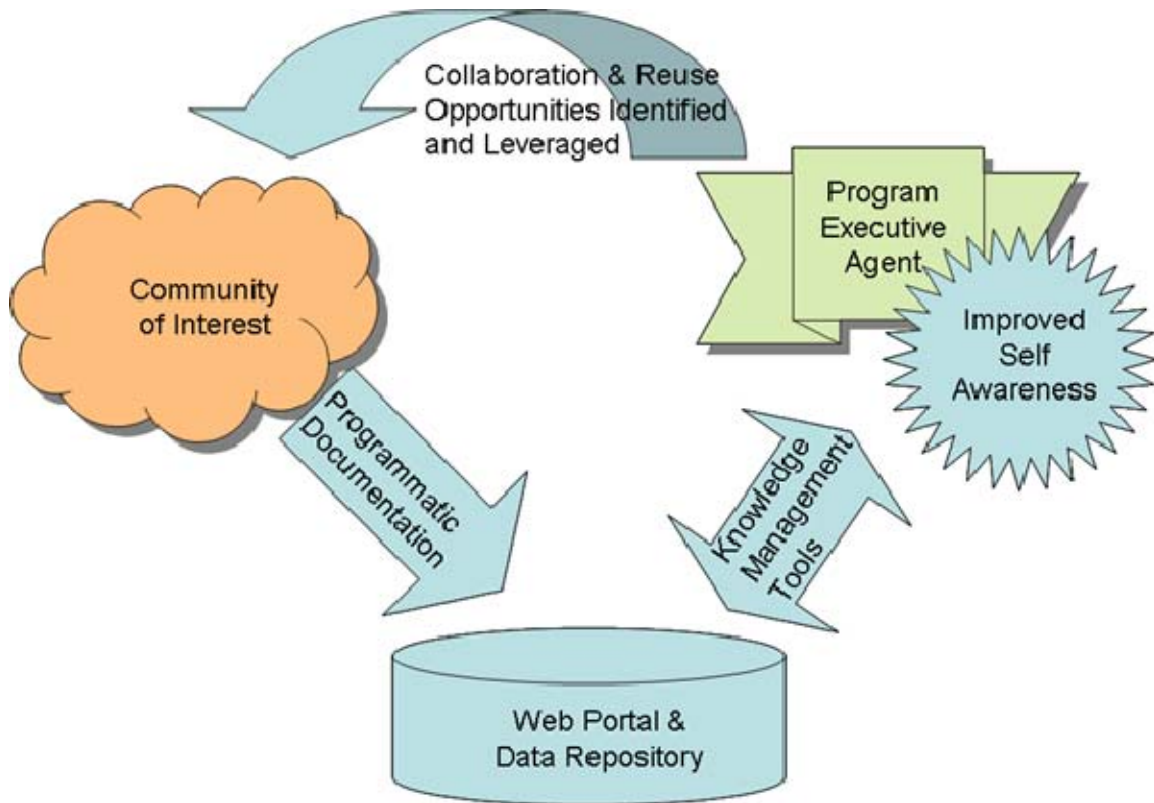 Collaboration & Reuse
Opportunities Identified
and Leveraged
Program
Executive
Agent
Community
of Interest
Improved
Self
Awareness
Programmatic
Documentation
Knowledge
Management
Tools
Web Portal &
Data Repository